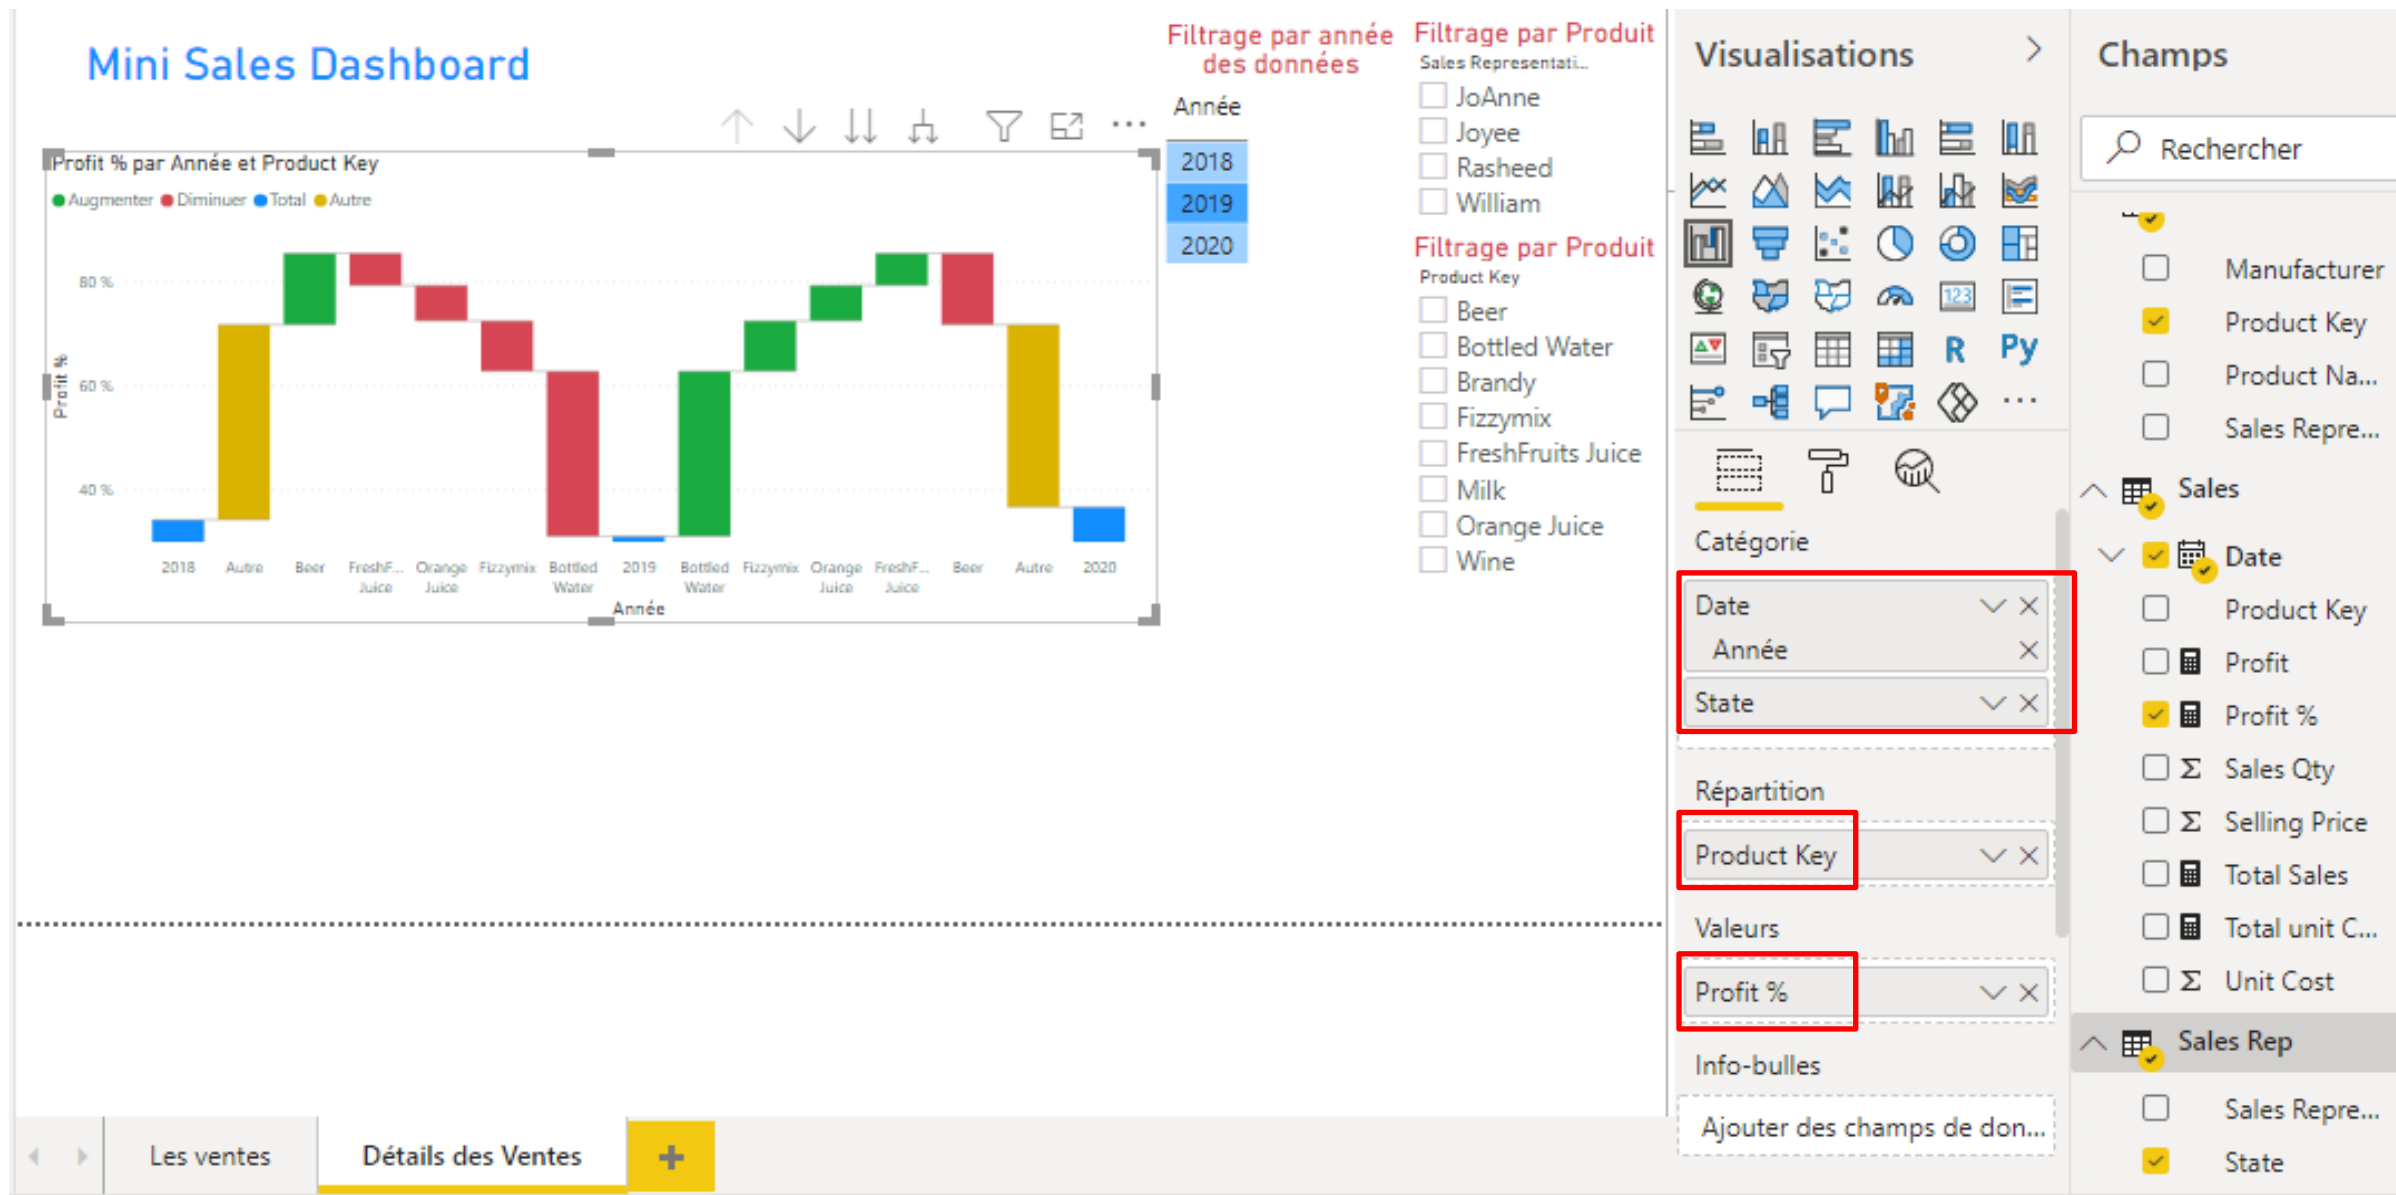 Mini Sales Dashboard
Profit % par Année et Product Key
Augmenter
Diminuer
Total
Autre
80 %
60 %
40 %
Profit %
2018
Autre
Beer
FreshF...
Juice
Orange
Juice
Fizzymix
Bottled
Water
2019
Bottled
Water
Fizzymix
Orange
Juice
FreshF...
Juice
Beer
Autre
2020
Année
Filtrage par année
des données
Année
2018
2019
2020
Filtrage par Produit
Sales Representati...
JoAnne
Joyee
Rasheed
William
Filtrage par Produit
Product Key
Beer
Bottled Water
Brandy
Fizzymix
FreshFruits Juice
Milk
Orange Juice
Wine
Les ventes
Détails des Ventes
+
Visualisations
123
R
Py
Catégorie
Date
Année
State
Répartition
Product Key
Valeurs
Profit %
Info-bulles
Ajouter des champs de don...
Champs
Rechercher
Manufacturer
Product Key
Product Na...
Sales Repre...
Sales
Date
Product Key
Profit
Profit %
Σ Sales Qty
Σ Selling Price
Total Sales
Total unit C...
Σ Unit Cost
Sales Rep
Sales Repre...
State